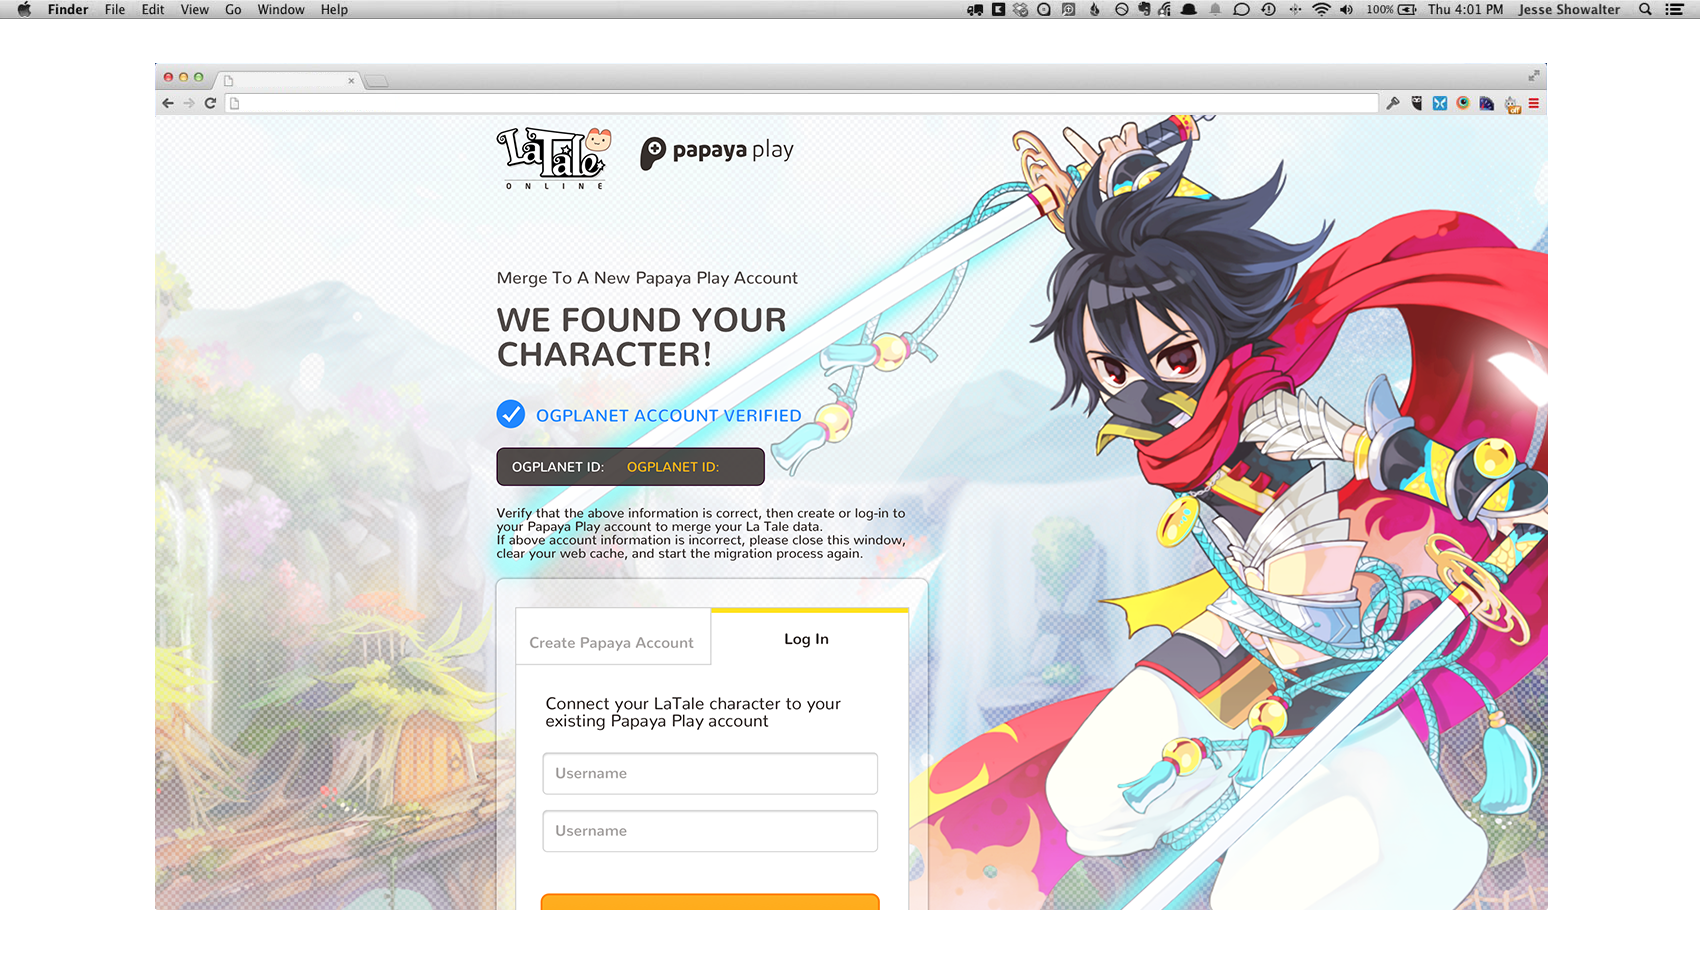 Finder File Edit View Go Window Help 100% Thu 4:01 PM Jesse Showalter
La Tale
ONLINE
papaya play
Merge To A New Papaya Play Account
WE FOUND YOUR
CHARACTER!
OGPLANET ACCOUNT VERIFIED
OGPLANET ID: OGPLANET ID:
Verify that the above information is correct, then create or log-in to
your Papaya Play account to merge your La Tale data.
If above account information is incorrect, please close this window,
clear your web cache, and start the migration process again.
Create Papaya Account
Log In
Connect your LaTale character to your
existing Papaya Play account
Username
Username